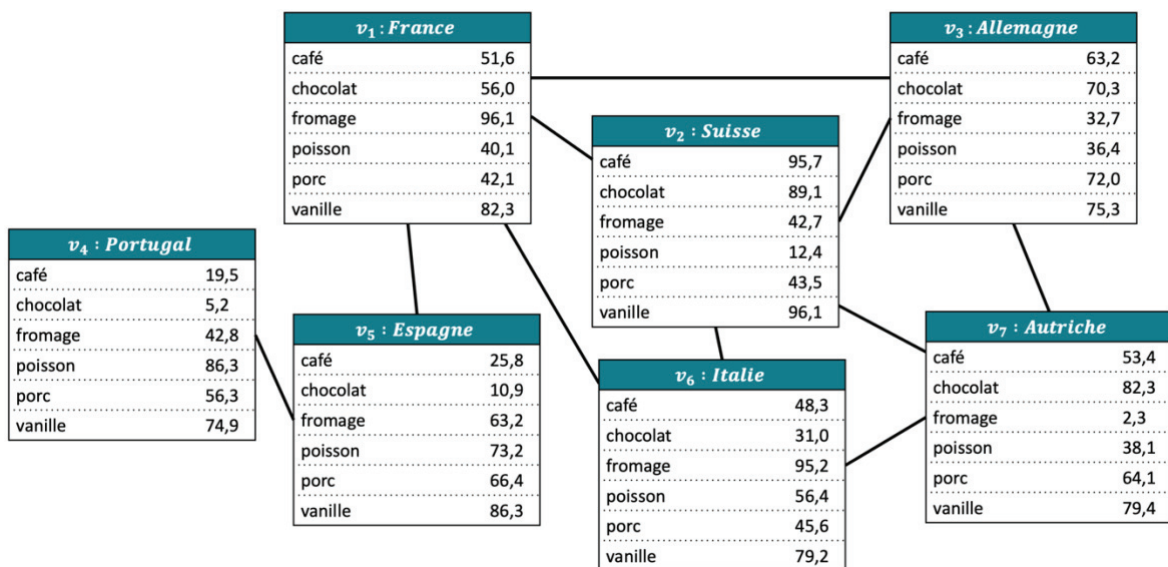 v₁ : France
café 51,6
chocolat 56,0
fromage 96,1
poisson 40,1
porc 42,1
vanille 82,3
v₃ : Allemagne
café 63,2
chocolat 70,3
fromage 32,7
poisson 36,4
porc 72,0
vanille 75,3
v₂ : Suisse
café 95,7
chocolat 89,1
fromage 42,7
poisson 12,4
porc 43,5
vanille 96,1
v₄ : Portugal
café 19,5
chocolat 5,2
fromage 42,8
poisson 86,3
porc 56,3
vanille 74,9
v₅ : Espagne
café 25,8
chocolat 10,9
fromage 63,2
poisson 73,2
porc 66,4
vanille 86,3
v₆ : Italie
café 48,3
chocolat 31,0
fromage 95,2
poisson 56,4
porc 45,6
vanille 79,2
v₇ : Autriche
café 53,4
chocolat 82,3
fromage 2,3
poisson 38,1
porc 64,1
vanille 79,4